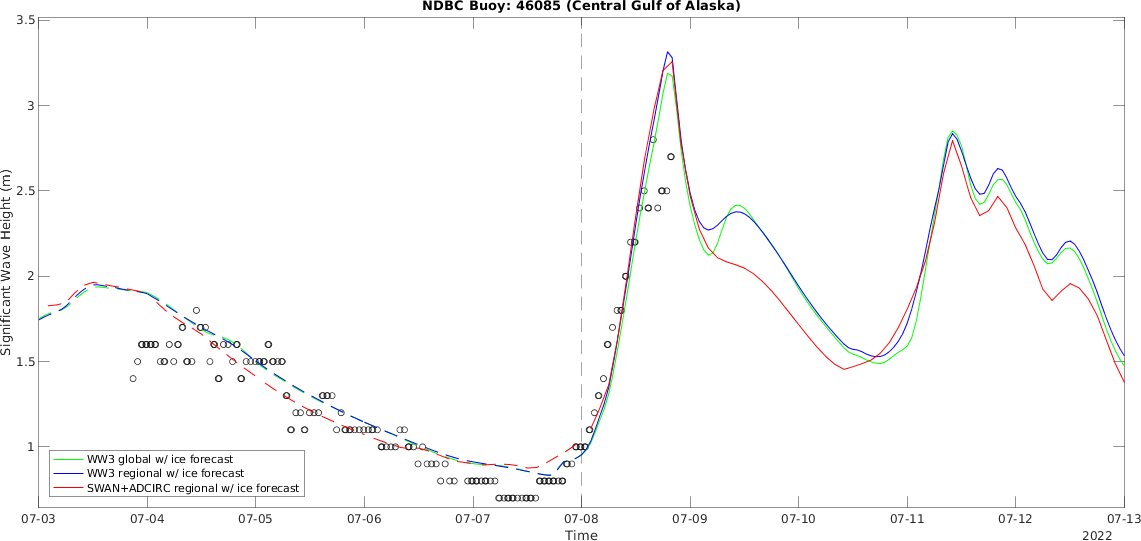 NDBC Buoy: 46085 (Central Gulf of Alaska)
3.5
3
2.5
2
1.5
1
Significant Wave Height (m)
WW3 global w/ ice forecast
WW3 regional w/ ice forecast
SWAN+ADCIRC regional w/ ice forecast
07-03 07-04 07-05 07-06 07-07 07-08 07-09 07-10 07-11 07-12 07-13
Time
2022